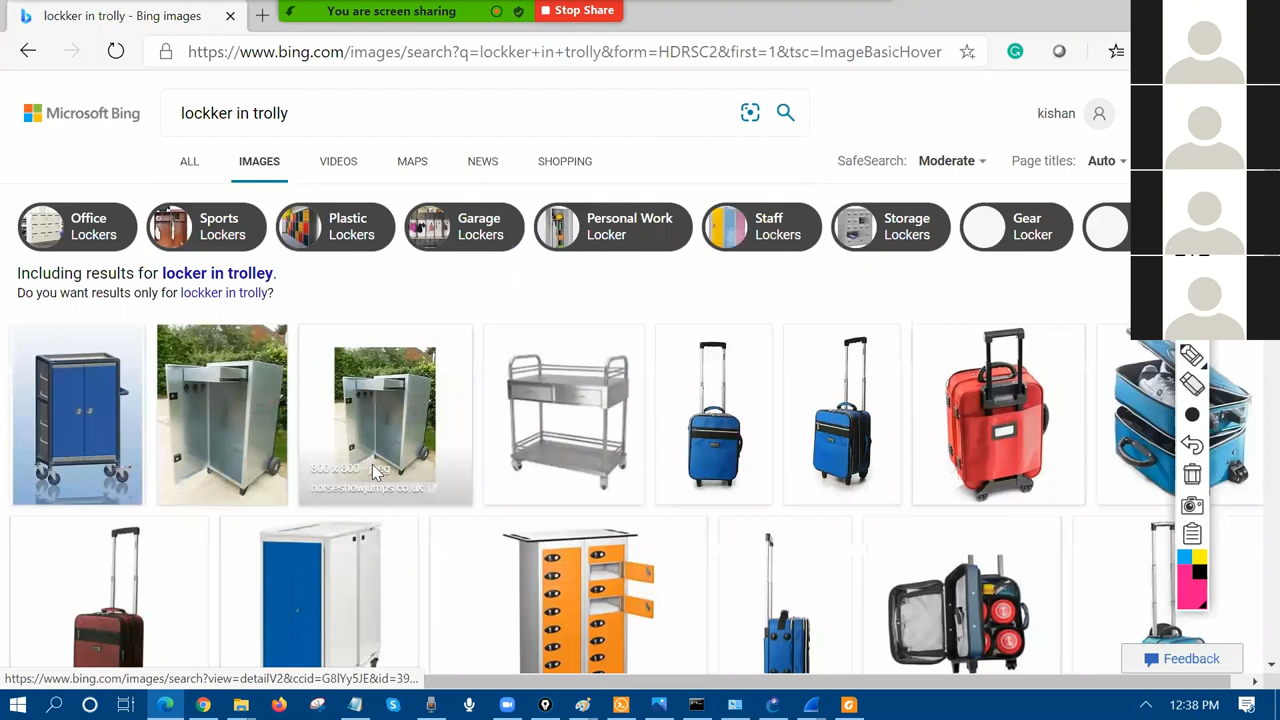 lockker in trolly - Bing images
You are screen sharing
Stop Share
https://www.bing.com/images/search?q=lockker+in+trolly&form=HDRSC2&first=1&tsc=ImageBasicHover
Microsoft Bing
lockker in trolly
kishan
ALL IMAGES VIDEOS MAPS NEWS SHOPPING
SafeSearch: Moderate Page titles: Auto
Office Lockers
Sports Lockers
Plastic Lockers
Garage Lockers
Personal Work Locker
Staff Lockers
Storage Lockers
Gear Locker
Including results for locker in trolley.
Do you want results only for lockker in trolly?
horseshowjumps.co.uk
Feedback
https://www.bing.com/images/search?view=detailV2&ccid=G8lYy5JE&id=39...
12:38 PM